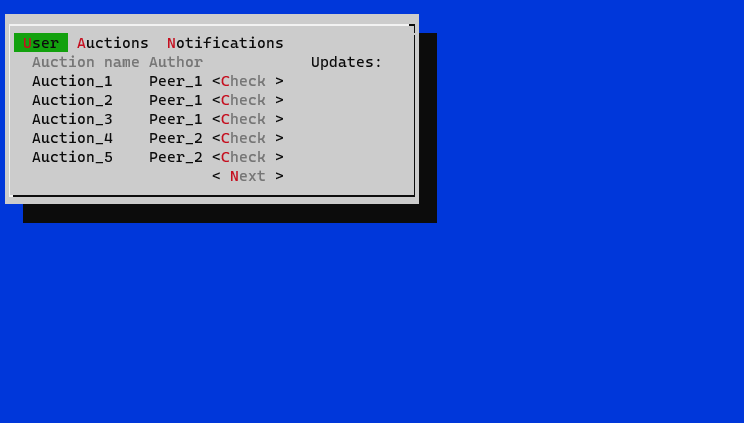 User Auctions Notifications
Auction name Author Updates:
Auction_1 Peer_1 <Check >
Auction_2 Peer_1 <Check >
Auction_3 Peer_1 <Check >
Auction_4 Peer_2 <Check >
Auction_5 Peer_2 <Check >
< Next >